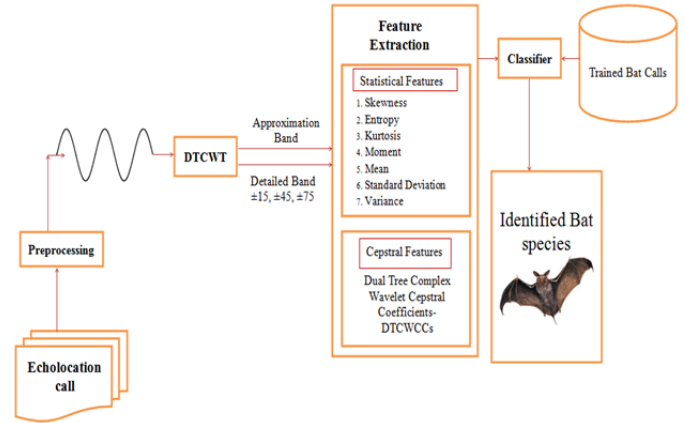 Feature
Extraction
Statistical Features
1. Skewness
2. Entropy
3. Kurtosis
4. Moment
5. Mean
6. Standard Deviation
7. Variance
Cepstral Features
Dual Tree Complex
Wavelet Cepstral
Coefficients-
DTCWCCs
Classifier
Trained Bat Calls
Approximation
Band
DTCWT
Detailed Band
±15, ±45, ±75
Preprocessing
Identified Bat
species
Echolocation
call